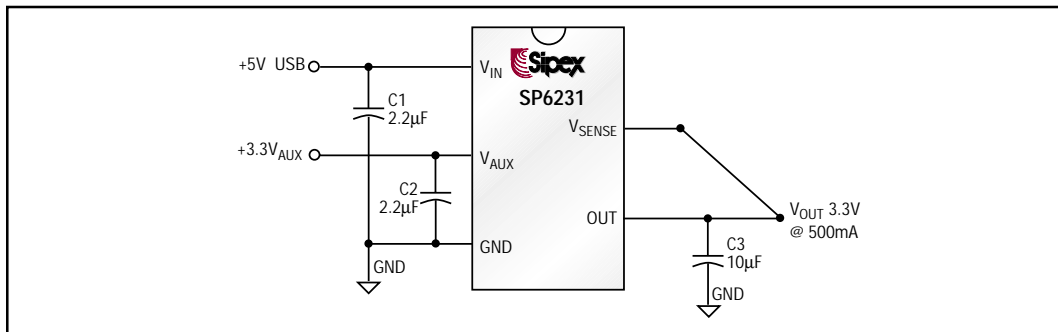 Sipex
SP6231
+5V USB
VIN
C1
2.2µF
VSENSE
+3.3VAUX
VAUX
C2
2.2µF
OUT
VOUT 3.3V
@ 500mA
GND
GND
C3
10µF
GND